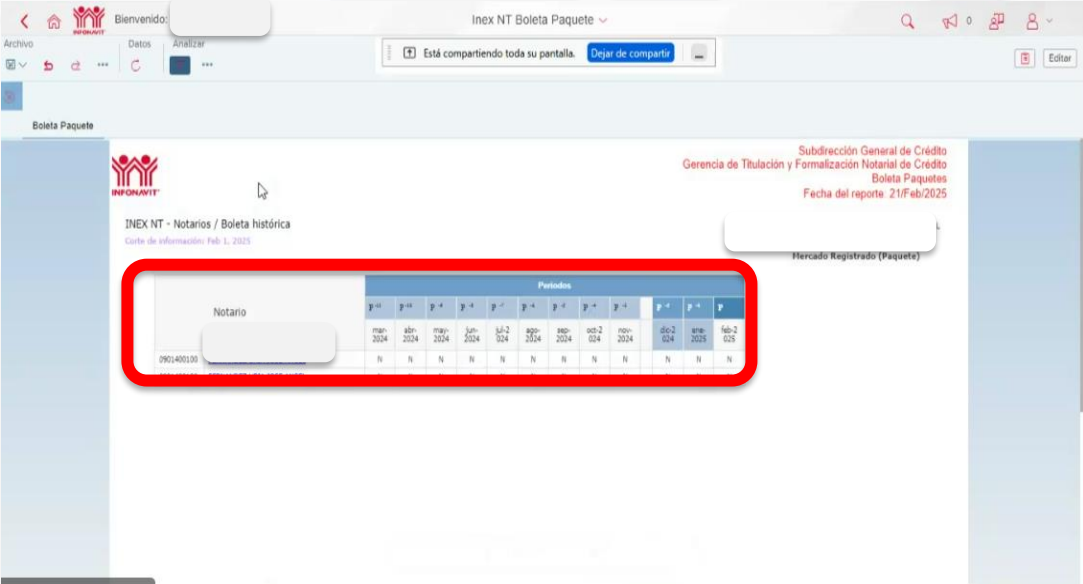 Bienvenido:
Inex NT Boleta Paquete
0
Archivo
Datos
Analizar
Está compartiendo toda su pantalla.
Dejar de compartir
Editar
Boleta Paquete
INFONAVIT
Subdirección General de Crédito
Gerencia de Titulación y Formalización Notarial de Crédito
Boleta Paquetes
Fecha del reporte: 21/Feb/2025
INFONAVIT
INEX NT - Notarios / Boleta histórica
Corte de información: Feb 1, 2025
Mercado Registrado (Paquete)
Periodos
Notario
P P P P P P P P P P P P
mar-2024 abr-2024 may-2024 jun-2024 jul-2024 ago-2024 sep-2024 oct-2024 nov-2024 dic-2024 ene-2025 feb-2025
0901400100 N N N N N N N N N N N N